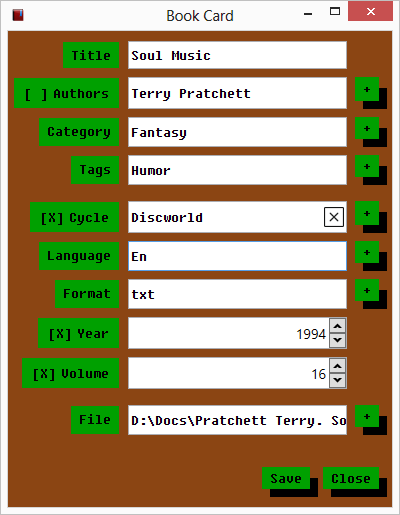 Book Card
Title Soul Music
[ ] Authors Terry Pratchett +
Category Fantasy +
Tags Humor +
[X] Cycle Discworld +
Language En +
Format txt +
[X] Year 1994
[X] Volume 16
File D:\Docs\Pratchett Terry. So +
Save Close